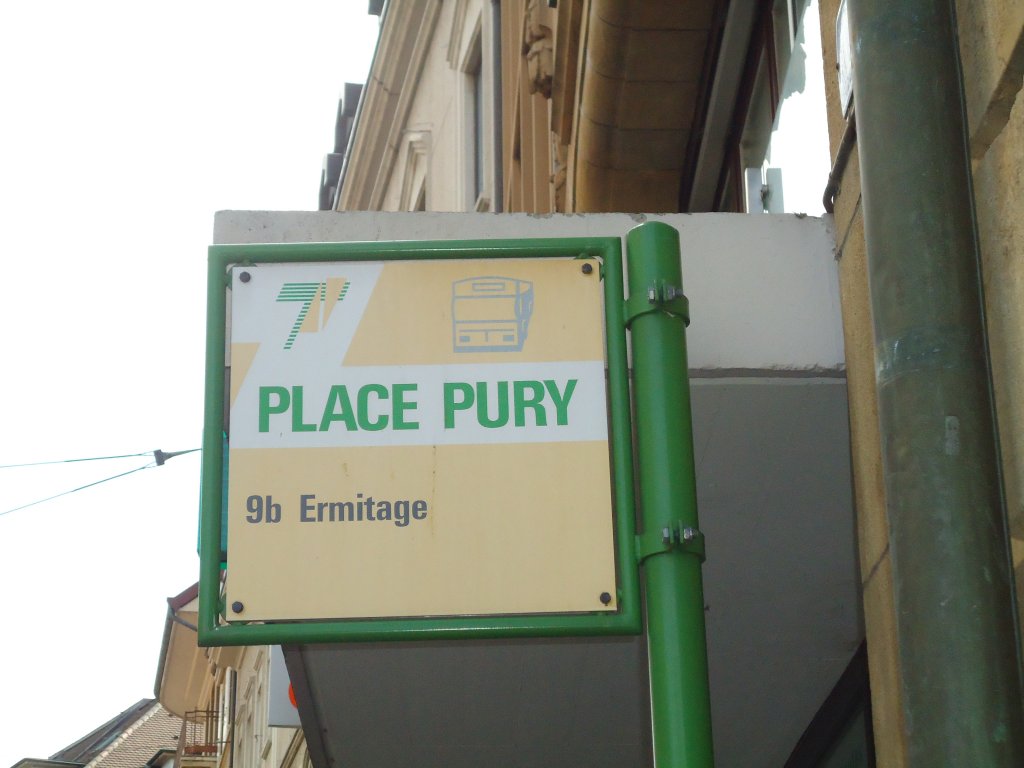 PLACE PURY
9b Ermitage